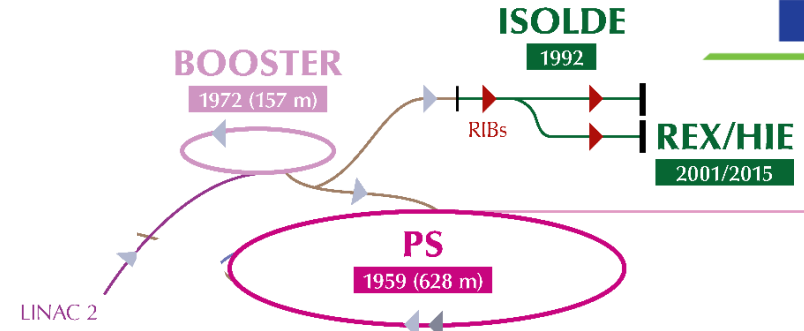 ISOLDE
1992
BOOSTER
1972 (157 m)
RIBs
REX/HIE
2001/2015
PS
1959 (628 m)
LINAC 2